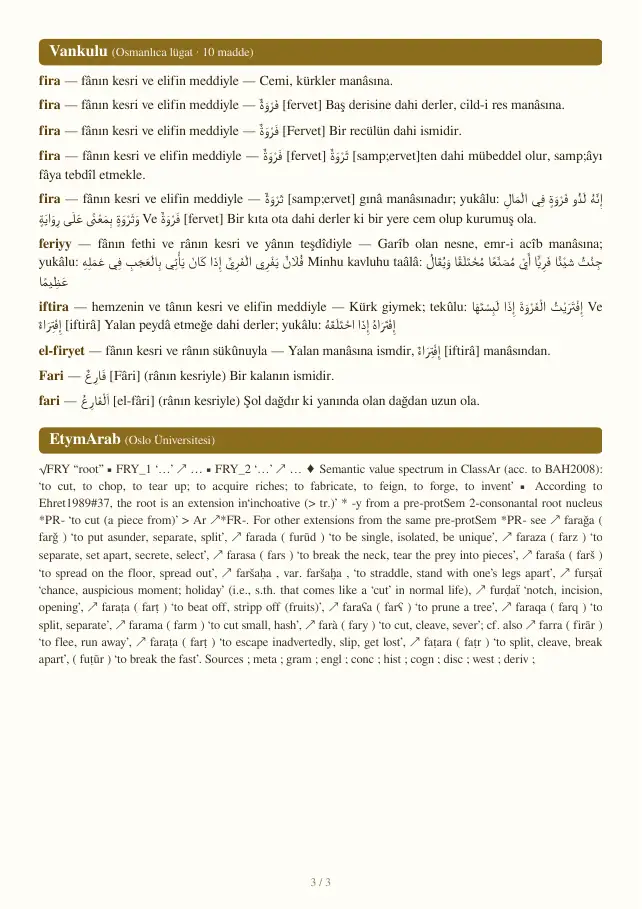 Vankulu (Osmanlıca lügat · 10 madde)
fira — fânın kesri ve elifin meddiyle — Cemi, kürkler manâsına.
fira — fânın kesri ve elifin meddiyle — فَرْوَةٌ [fervet] Baş derisine dahi derler, cild-i res manâsına.
fira — fânın kesri ve elifin meddiyle — فَرْوَةٌ [Fervet] Bir recülün dahi ismidir.
fira — fânın kesri ve elifin meddiyle — فَرْوَةٌ [fervet] ثَرْوَةٌ [samp;ervet]ten dahi mübeddel olur, samp;âyı
fâya tebdîl etmekle.
fira — fânın kesri ve elifin meddiyle — ثَرْوَةٌ [samp;ervet] gınâ manâsınadır; yukâlu: إِنَّهُ لَذُو فَرْوَةٍ فِي الْمَالِ
وَثَرْوَةٍ بِمَعْنًى عَلَى رِوَايَةٍ Ve فَرْوَةٌ [fervet] Bir kıta ota dahi derler ki bir yere cem olup kurumuş ola.
feriyy — fânın fethi ve rânın kesri ve yânın teşdîdiyle — Garîb olan nesne, emr-i acîb manâsına;
yukâlu: فُلَانٌ يَفْرِي الْفَرِيَّ إِذَا كَانَ يَأْتِي بِالْعَجَبِ فِي عَمَلِهِ Minhu kavluhu taâlâ: جِئْتَ شَيْئًا فَرِيًّا أَيْ مُصَنَّعًا مُخْتَلَقًا وَيُقَالُ
عَظِيمًا
iftira — hemzenin ve tânın kesri ve elifin meddiyle — Kürk giymek; tekûlu: إِفْتَرَيْتُ الْفَرْوَةَ إِذَا لَبِسْتَهَا Ve
إِفْتِرَاءٌ [iftirâ] Yalan peydâ etmeğe dahi derler; yukâlu: إِفْتَرَاهُ إِذَا اخْتَلَقَهُ
el-firyet — fânın kesri ve rânın sükûnuyla — Yalan manâsına ismdir, إِفْتِرَاءٌ [iftirâ] manâsından.
Fari — فَارِعٌ [Fâri] (rânın kesriyle) Bir kalanın ismidir.
fari — اَلْفَارِعُ [el-fâri] (rânın kesriyle) Şol dağdır ki yanında olan dağdan uzun ola.
EtymArab (Oslo Üniversitesi)
√FRY “root” ▪ FRY_1 ‘…’ ↗ … ▪ FRY_2 ‘…’ ↗ … ♦ Semantic value spectrum in ClassAr (acc. to BAH2008):
‘to cut, to chop, to tear up; to acquire riches; to fabricate, to feign, to forge, to invent’ ▪ According to
Ehret1989#37, the root is an extension in‘inchoative (> tr.)’ * -y from a pre-protSem 2-consonantal root nucleus
*PR- ‘to cut (a piece from)’ > Ar ↗*FR-. For other extensions from the same pre-protSem *PR- see ↗ faraǧa (
farǧ ) ‘to put asunder, separate, split’, ↗ farada ( furūd ) ‘to be single, isolated, be unique’, ↗ faraza ( farz ) ‘to
separate, set apart, secrete, select’, ↗ farasa ( fars ) ‘to break the neck, tear the prey into pieces’, ↗ faraša ( farš )
‘to spread on the floor, spread out’, ↗ faršaḥa , var. faršaḫa , ‘to straddle, stand with one’s legs apart’, ↗ furṣaẗ
‘chance, auspicious moment; holiday’ (i.e., s.th. that comes like a ‘cut’ in normal life), ↗ furḍaẗ ‘notch, incision,
opening’, ↗ faraṭa ( farṭ ) ‘to beat off, stripp off (fruits)’, ↗ faraʕa ( farʕ ) ‘to prune a tree’, ↗ faraqa ( farq ) ‘to
split, separate’, ↗ farama ( farm ) ‘to cut small, hash’, ↗ farà ( fary ) ‘to cut, cleave, sever’; cf. also ↗ farra ( firār )
‘to flee, run away’, ↗ faraṭa ( farṭ ) ‘to escape inadvertedly, slip, get lost’, ↗ faṭara ( faṭr ) ‘to split, cleave, break
apart’, ( fuṭūr ) ‘to break the fast’. Sources ; meta ; gram ; engl ; conc ; hist ; cogn ; disc ; west ; deriv ;
3 / 3